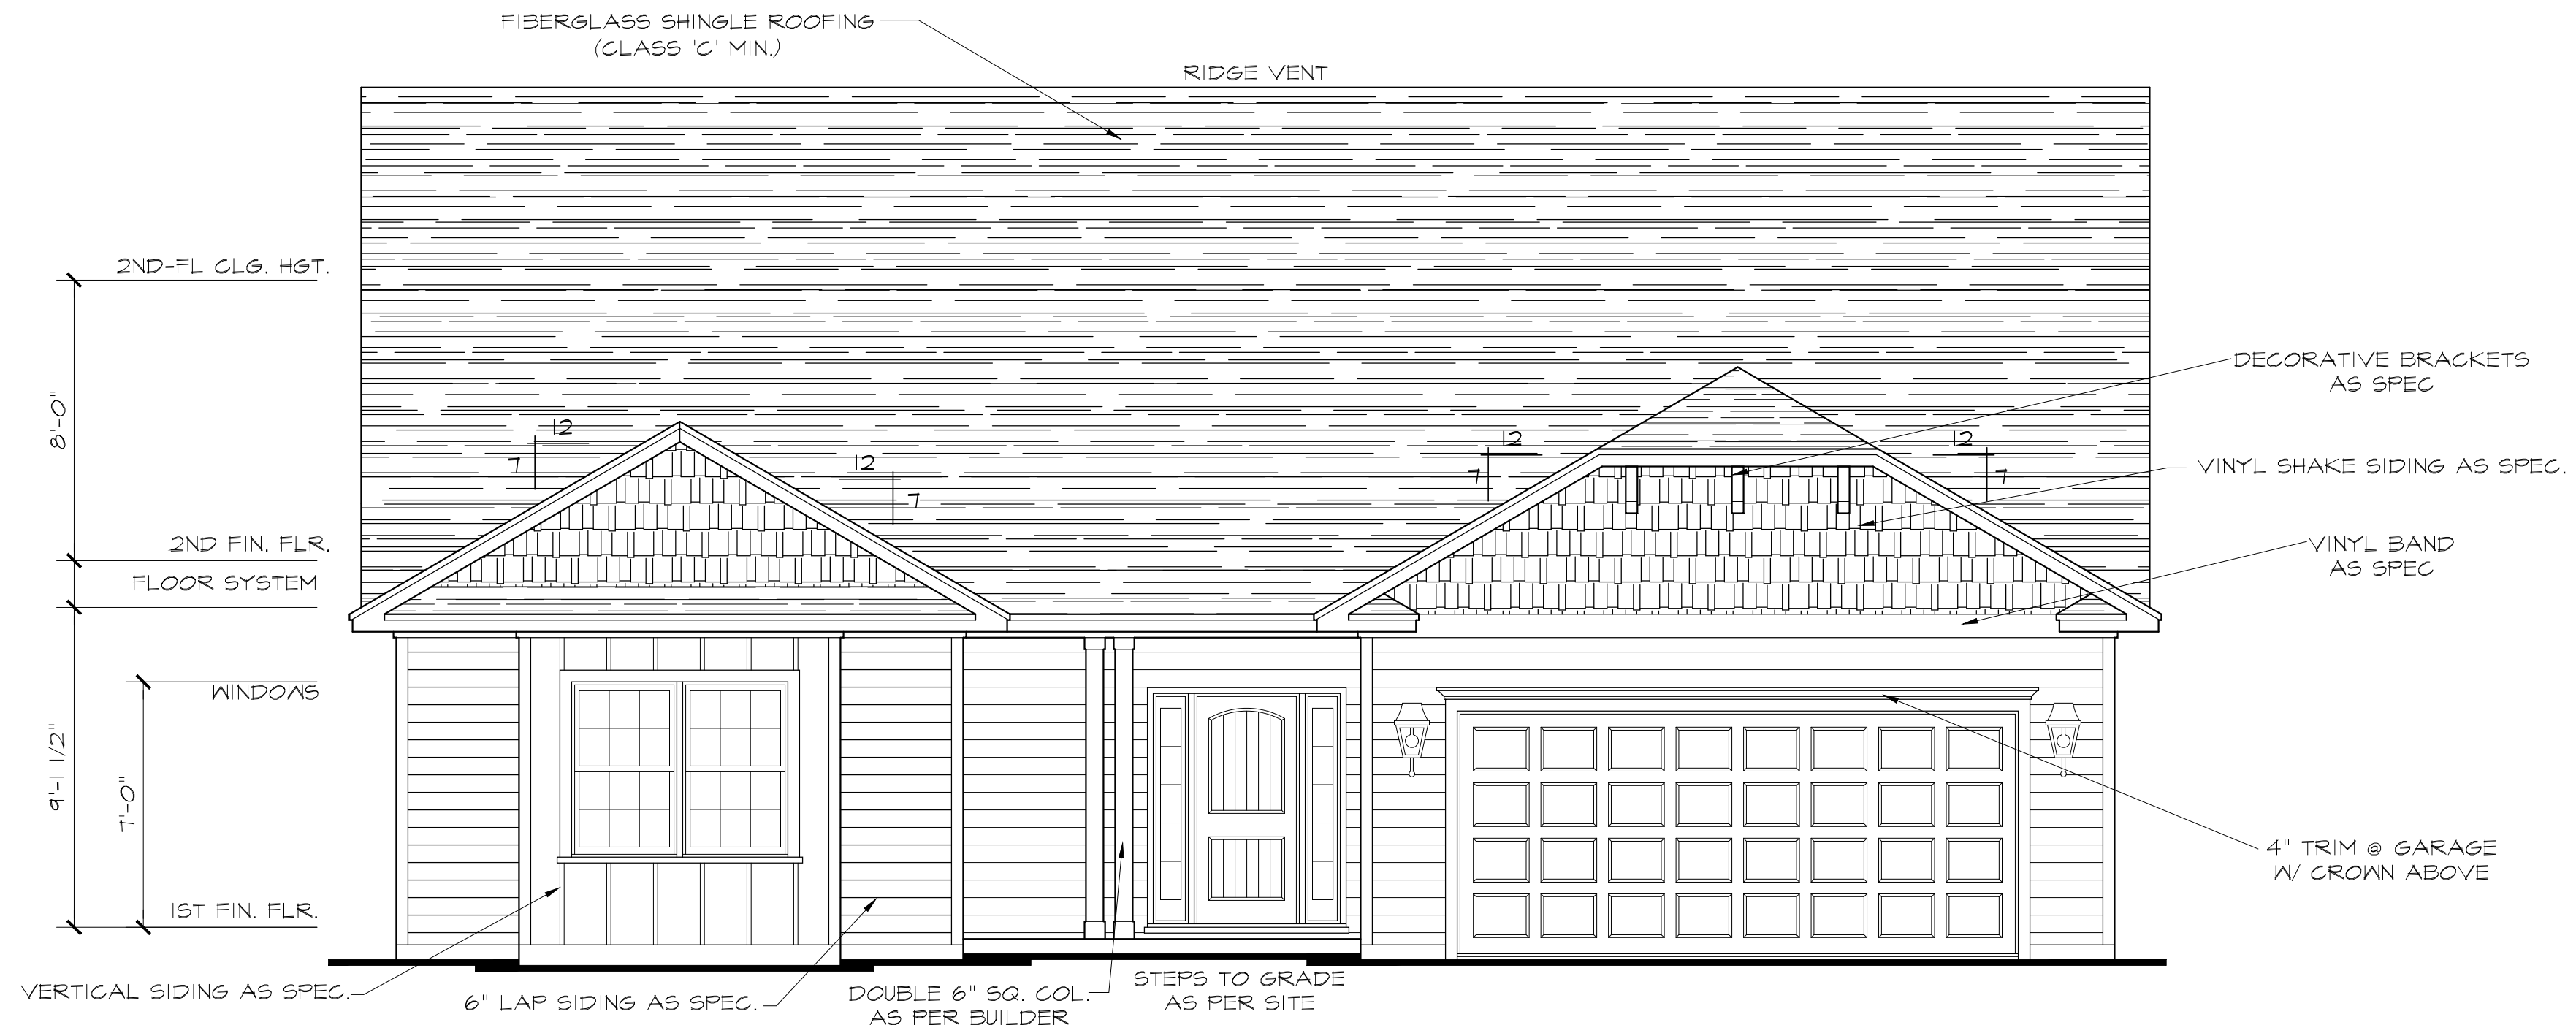 FIBERGLASS SHINGLE ROOFING
(CLASS 'C' MIN.)
RIDGE VENT
2ND-FL CLG. HGT.
8'-0"
2ND FIN. FLR.
FLOOR SYSTEM
WINDOWS
9'-1 1/2"
7'-0"
1ST FIN. FLR.
12
7
12
7
12
7
12
7
DECORATIVE BRACKETS
AS SPEC
VINYL SHAKE SIDING AS SPEC.
VINYL BAND
AS SPEC
4" TRIM @ GARAGE
W/ CROWN ABOVE
VERTICAL SIDING AS SPEC.
6" LAP SIDING AS SPEC.
DOUBLE 6" SQ. COL.
AS PER BUILDER
STEPS TO GRADE
AS PER SITE